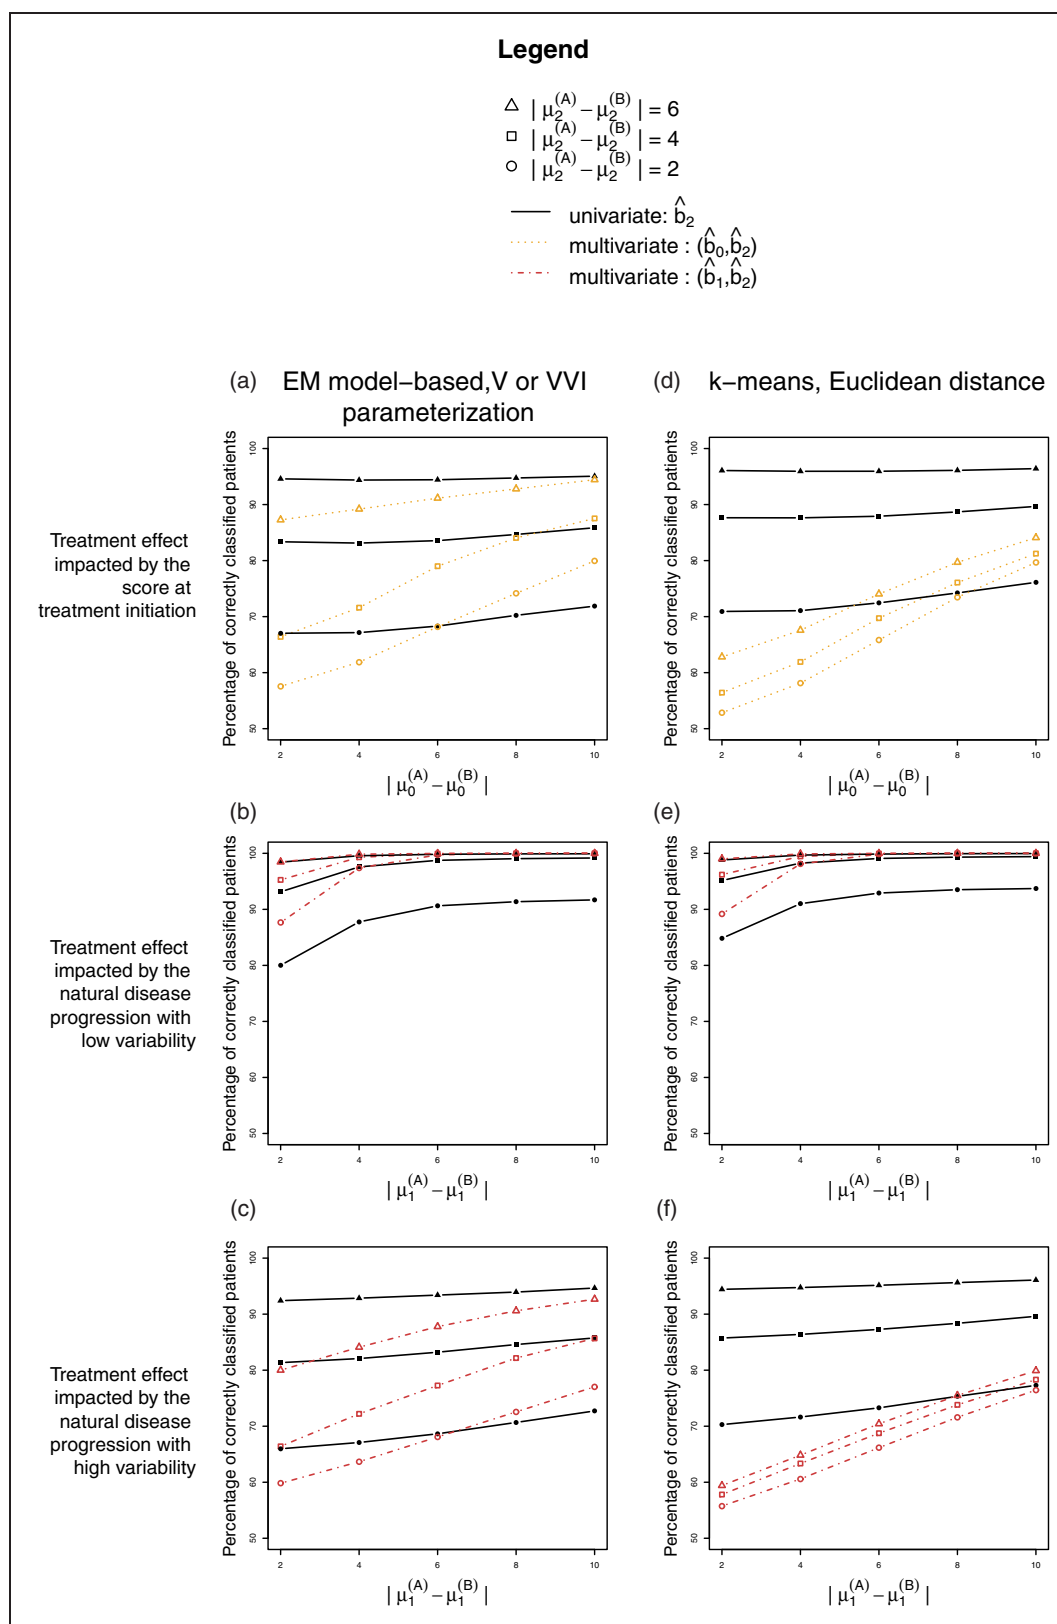 Legend
| μ2(A) − μ2(B) | = 6
| μ2(A) − μ2(B) | = 4
| μ2(A) − μ2(B) | = 2
univariate: b̂2
multivariate : (b̂0,b̂2)
multivariate : (b̂1,b̂2)
(a) EM model−based,V or VVI
parameterization
(d) k−means, Euclidean distance
Treatment effect
impacted by the
score at
treatment initiation
Percentage of correctly classified patients
50 60 70 80 90 100
2 4 6 8 10
| μ0(A) − μ0(B) |
Percentage of correctly classified patients
50 60 70 80 90 100
2 4 6 8 10
| μ0(A) − μ0(B) |
(b)
(e)
Treatment effect
impacted by the
natural disease
progression with
low variability
Percentage of correctly classified patients
50 60 70 80 90 100
2 4 6 8 10
| μ1(A) − μ1(B) |
Percentage of correctly classified patients
50 60 70 80 90 100
2 4 6 8 10
| μ1(A) − μ1(B) |
(c)
(f)
Treatment effect
impacted by the
natural disease
progression with
high variability
Percentage of correctly classified patients
50 60 70 80 90 100
2 4 6 8 10
| μ1(A) − μ1(B) |
Percentage of correctly classified patients
50 60 70 80 90 100
2 4 6 8 10
| μ1(A) − μ1(B) |